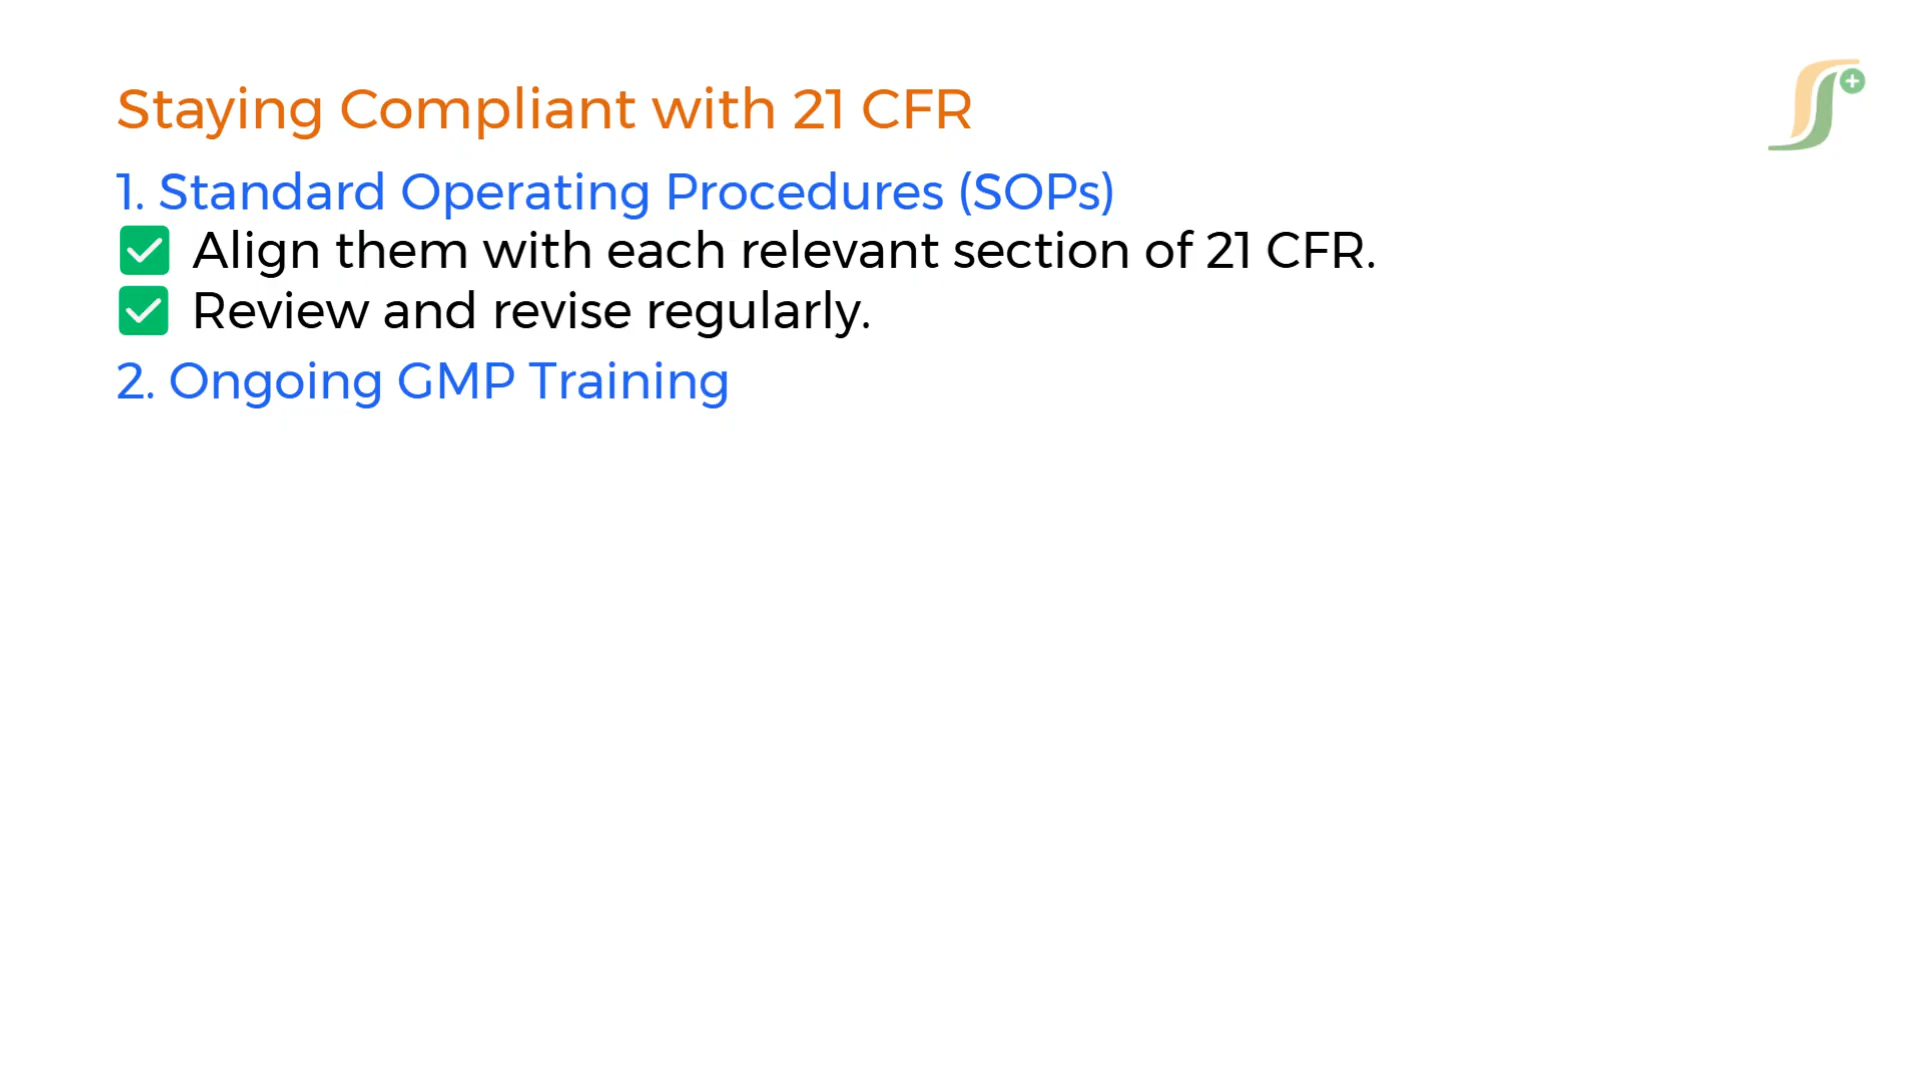 Staying Compliant with 21 CFR
1. Standard Operating Procedures (SOPs)
✅ Align them with each relevant section of 21 CFR.
✅ Review and revise regularly.
2. Ongoing GMP Training